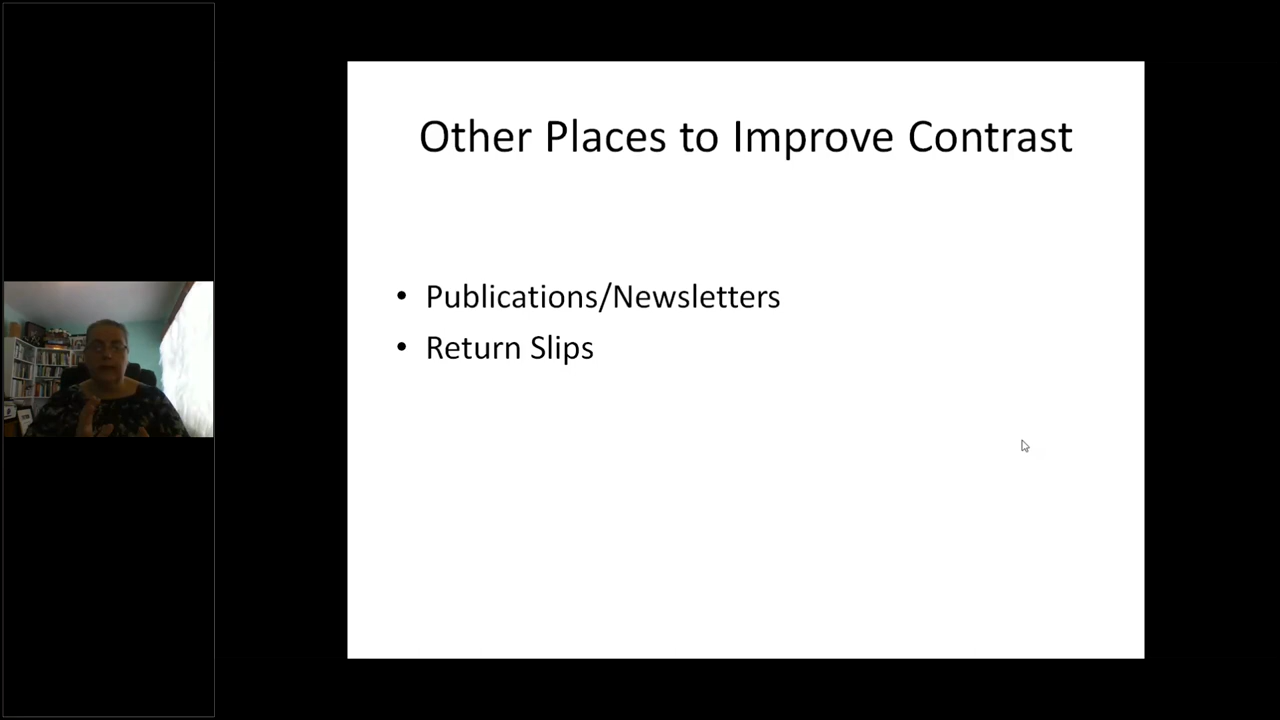 Other Places to Improve Contrast
• Publications/Newsletters
• Return Slips